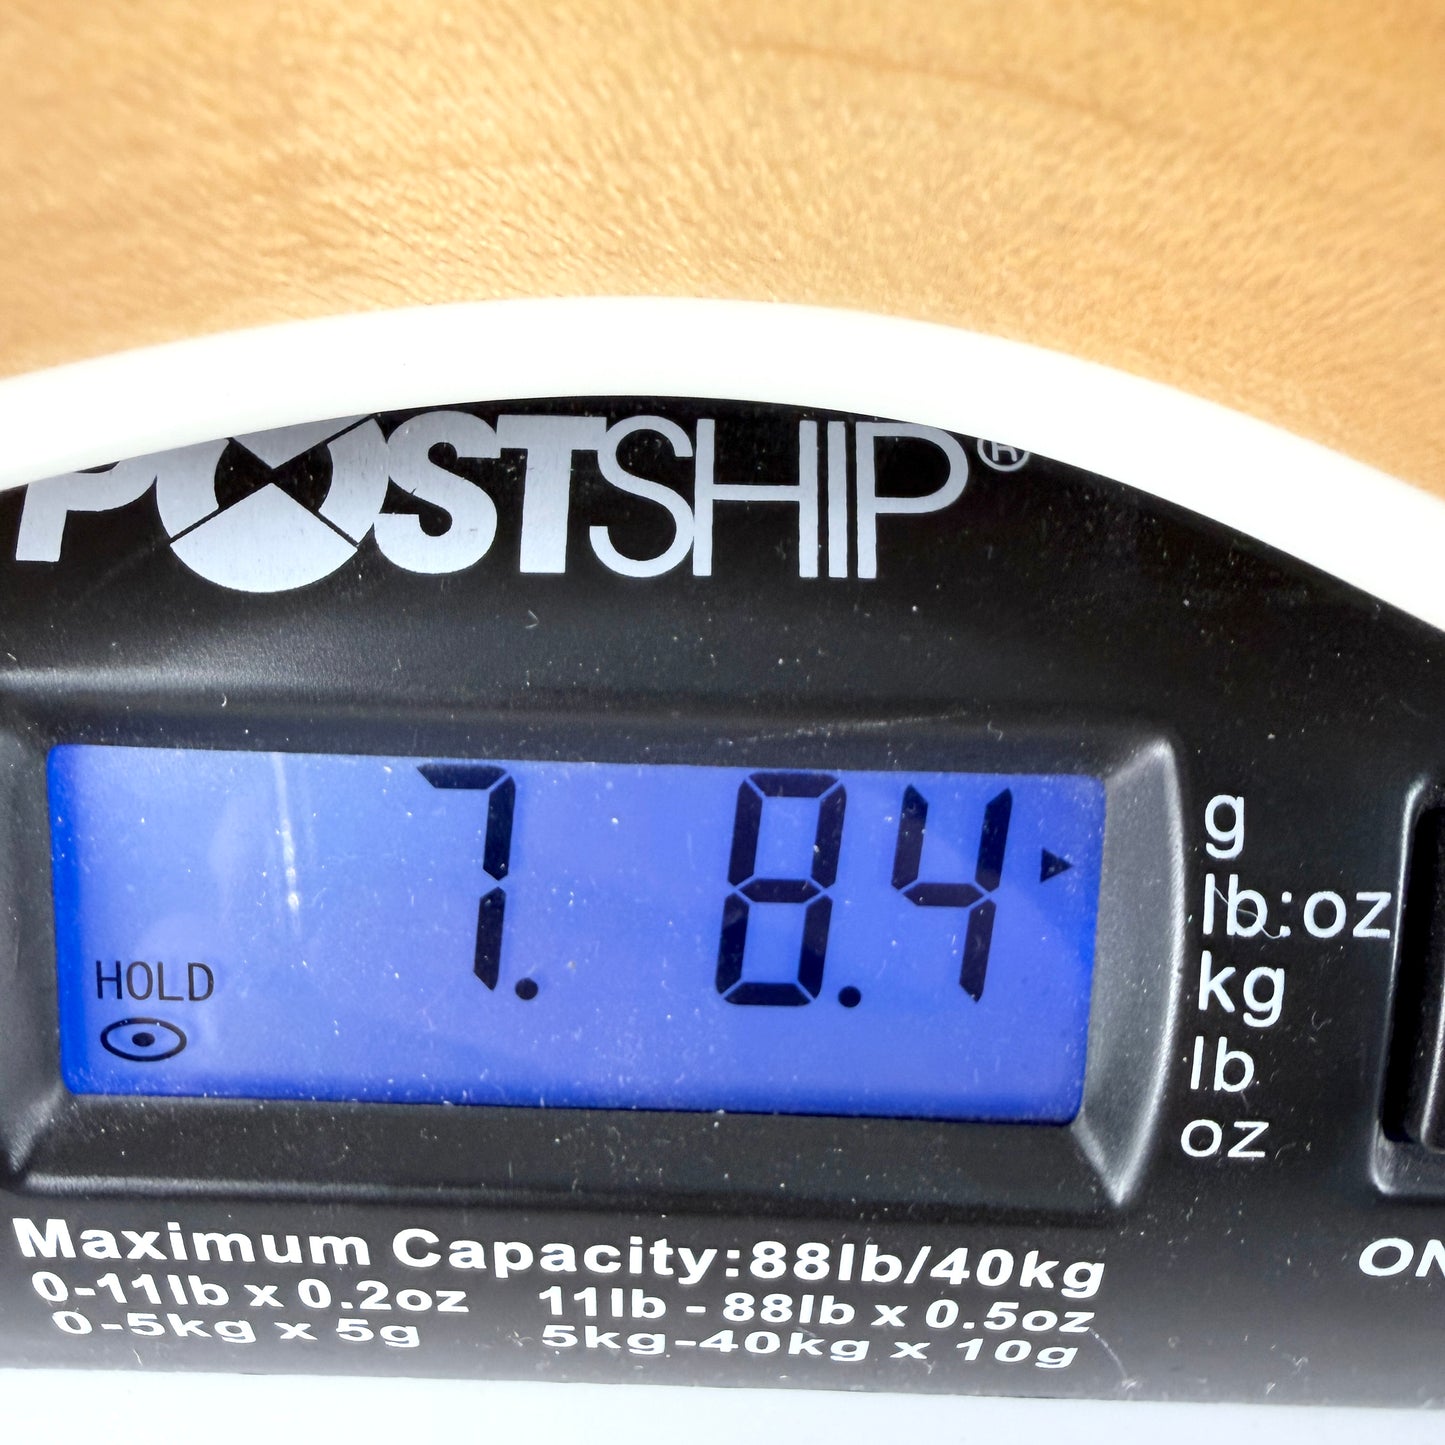 POSTSHIP®
7. 8.4
HOLD
g
lb:oz
kg
lb
oz
Maximum Capacity:88lb/40kg
0-11lb x 0.2oz 11lb - 88lb x 0.5oz
0-5kg x 5g 5kg-40kg x 10g
ON